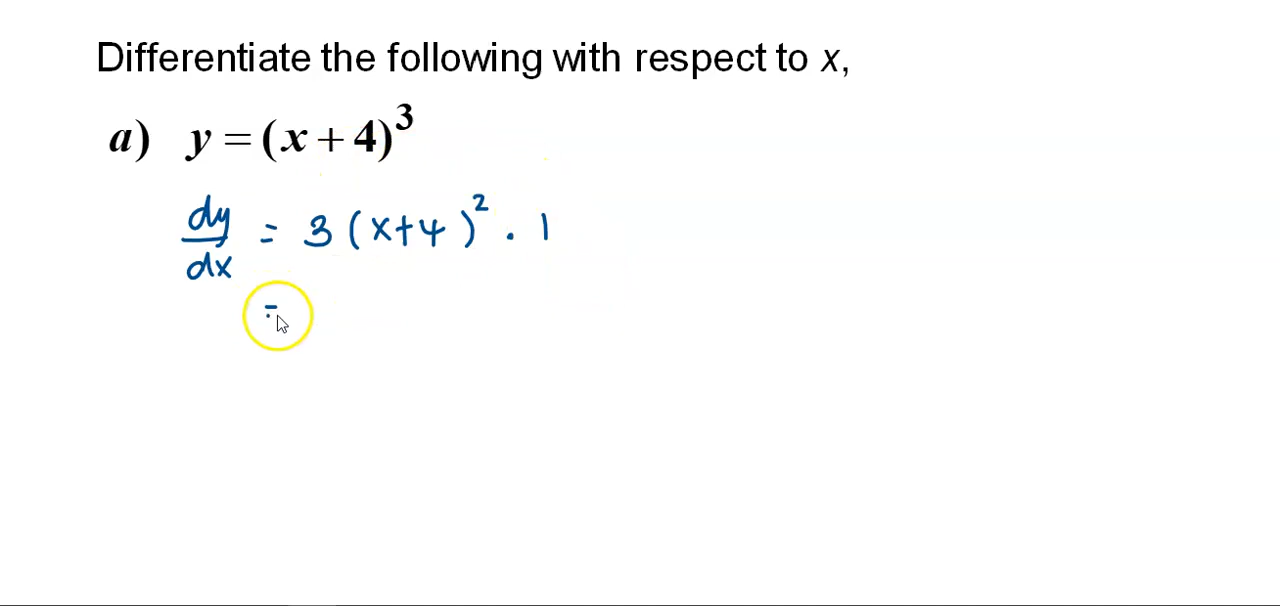 Differentiate the following with respect to x,
a) y = (x + 4)³
dy/dx = 3 (x+4)² . 1
=